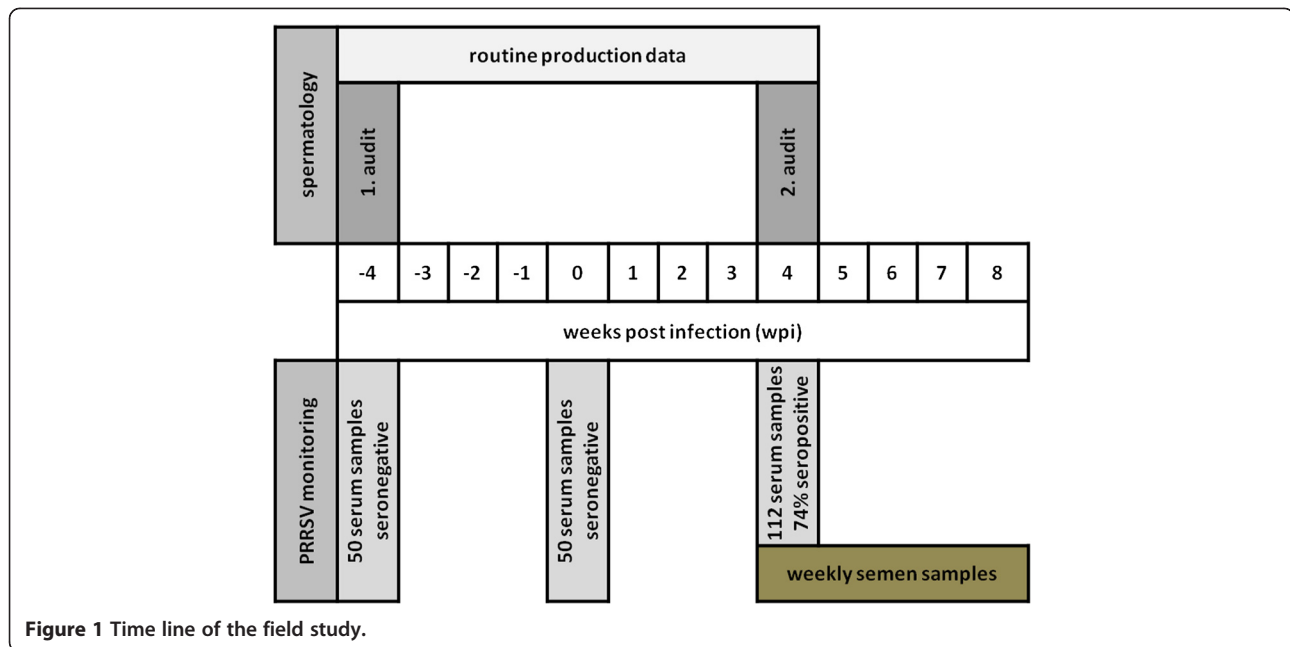 spermatology
routine production data
1. audit
2. audit
-4 -3 -2 -1 0 1 2 3 4 5 6 7 8
weeks post infection (wpi)
PRRSV monitoring
50 serum samples
seronegative
50 serum samples
seronegative
112 serum samples
74% seropositive
weekly semen samples
Figure 1 Time line of the field study.